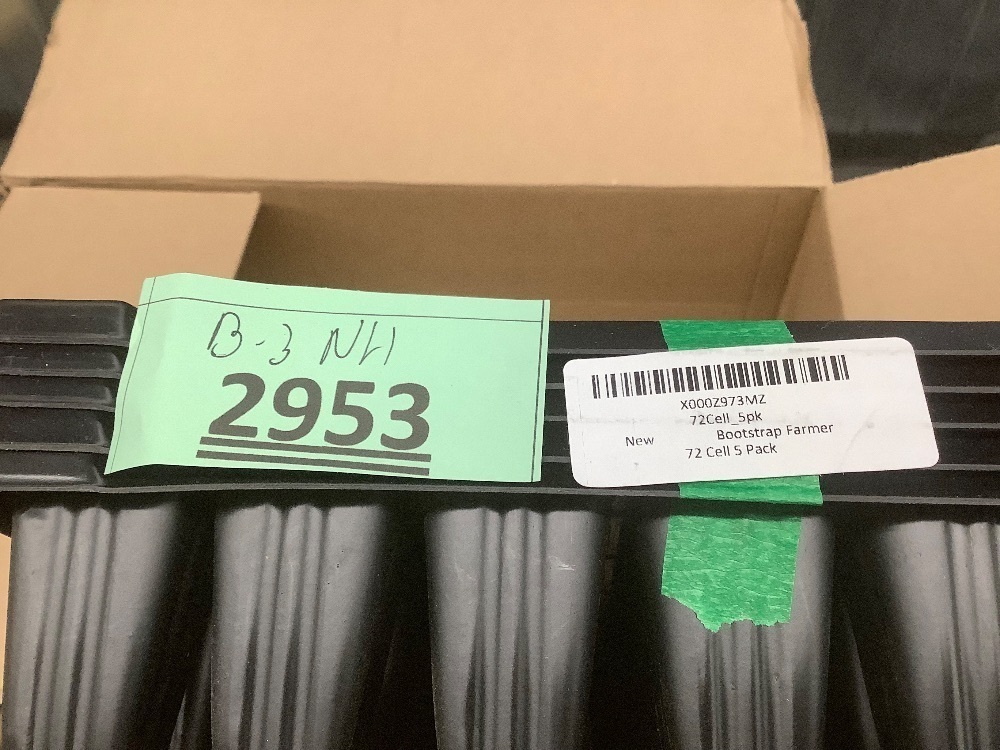 B-3 NH
2953
X000Z973MZ
72Cell_5pk
New Bootstrap Farmer
72 Cell 5 Pack